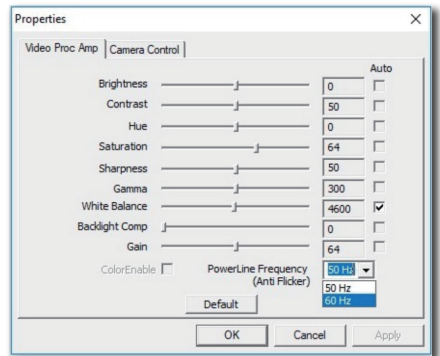 Properties
Video Proc Amp Camera Control
Auto
Brightness 0
Contrast 50
Hue 0
Saturation 64
Sharpness 50
Gamma 300
White Balance 4600
Backlight Comp 0
Gain 64
ColorEnable PowerLine Frequency 50 Hz
(Anti Flicker)
50 Hz
60 Hz
Default
OK Cancel Apply